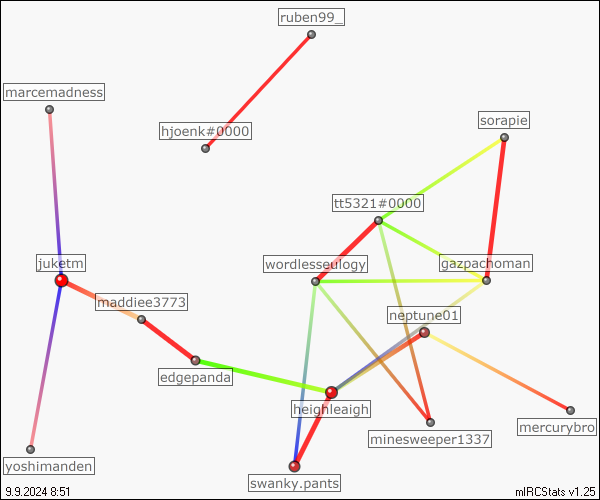 ruben99_
marcemadness
hjoenk#0000
sorapie
tt5321#0000
juketm
wordlesseulogy
gazpachoman
maddiee3773
neptune01
edgepanda
heighleaigh
mercurybro
minesweeper1337
yoshimanden
swanky.pants
9.9.2024 8:51
mIRCStats v1.25